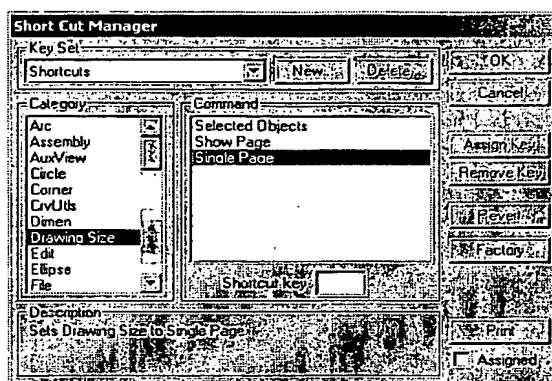 Short Cut Manager
Key Set
Shortcuts
New
Delete
OK
Cancel
Assign Key
Remove Key
Revert
Factory
Print
Assigned
Category
Arc
Assembly
AuxView
Circle
Corner
CrvUtls
Dimen
Drawing Size
Edit
Ellipse
File
Command
Selected Objects
Show Page
Single Page
Shortcut key
Description
Sets Drawing Size to Single Page